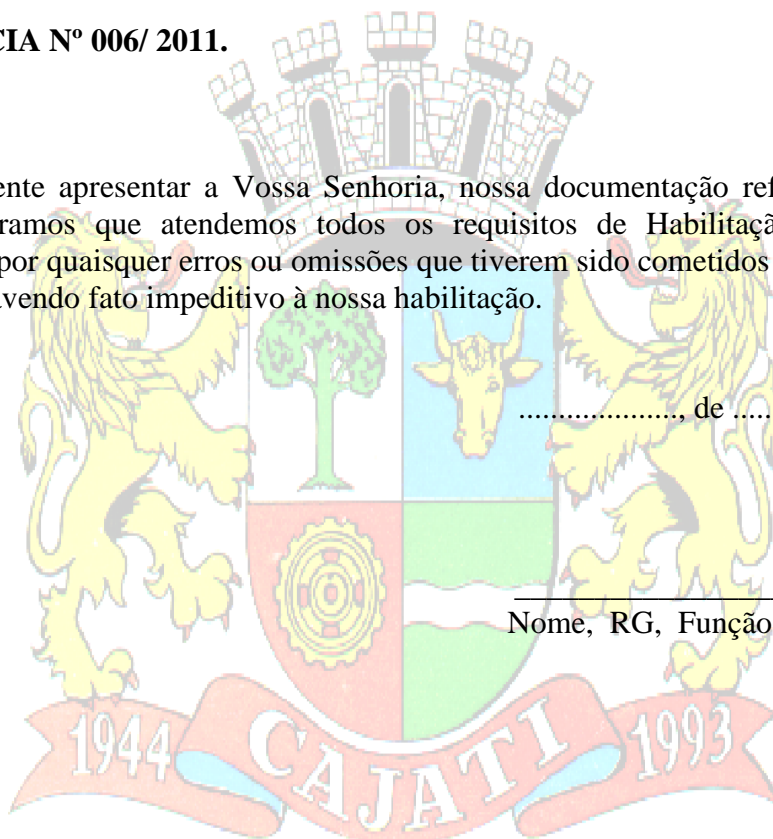 CIA Nº 006/ 2011.
ente apresentar a Vossa Senhoria, nossa documentação ref
ramos que atendemos todos os requisitos de Habilitaçã
por quaisquer erros ou omissões que tiverem sido cometidos
avendo fato impeditivo à nossa habilitação.
...................., de .....
Nome, RG, Função
1944 CAJATI 1993